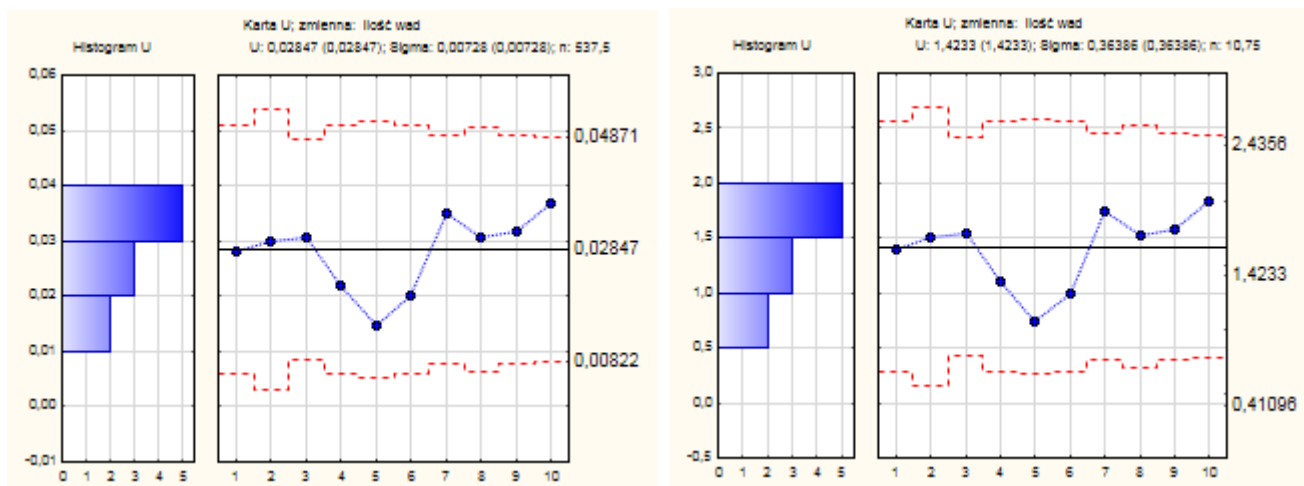 Karta U; zmienna: Ilość wad
Histogram U
U: 0,02847 (0,02847); Sigma: 0,00728 (0,00728); n: 537,5
0,06
0,05
0,04
0,03
0,02
0,01
0,00
-0,01
0 1 2 3 4 5
1 2 3 4 5 6 7 8 9 10
0,04871
0,02847
0,00822
Karta U; zmienna: Ilość wad
Histogram U
U: 1,4233 (1,4233); Sigma: 0,36386 (0,36386); n: 10,75
3,0
2,5
2,0
1,5
1,0
0,5
0,0
-0,5
0 1 2 3 4 5
1 2 3 4 5 6 7 8 9 10
2,4356
1,4233
0,41096